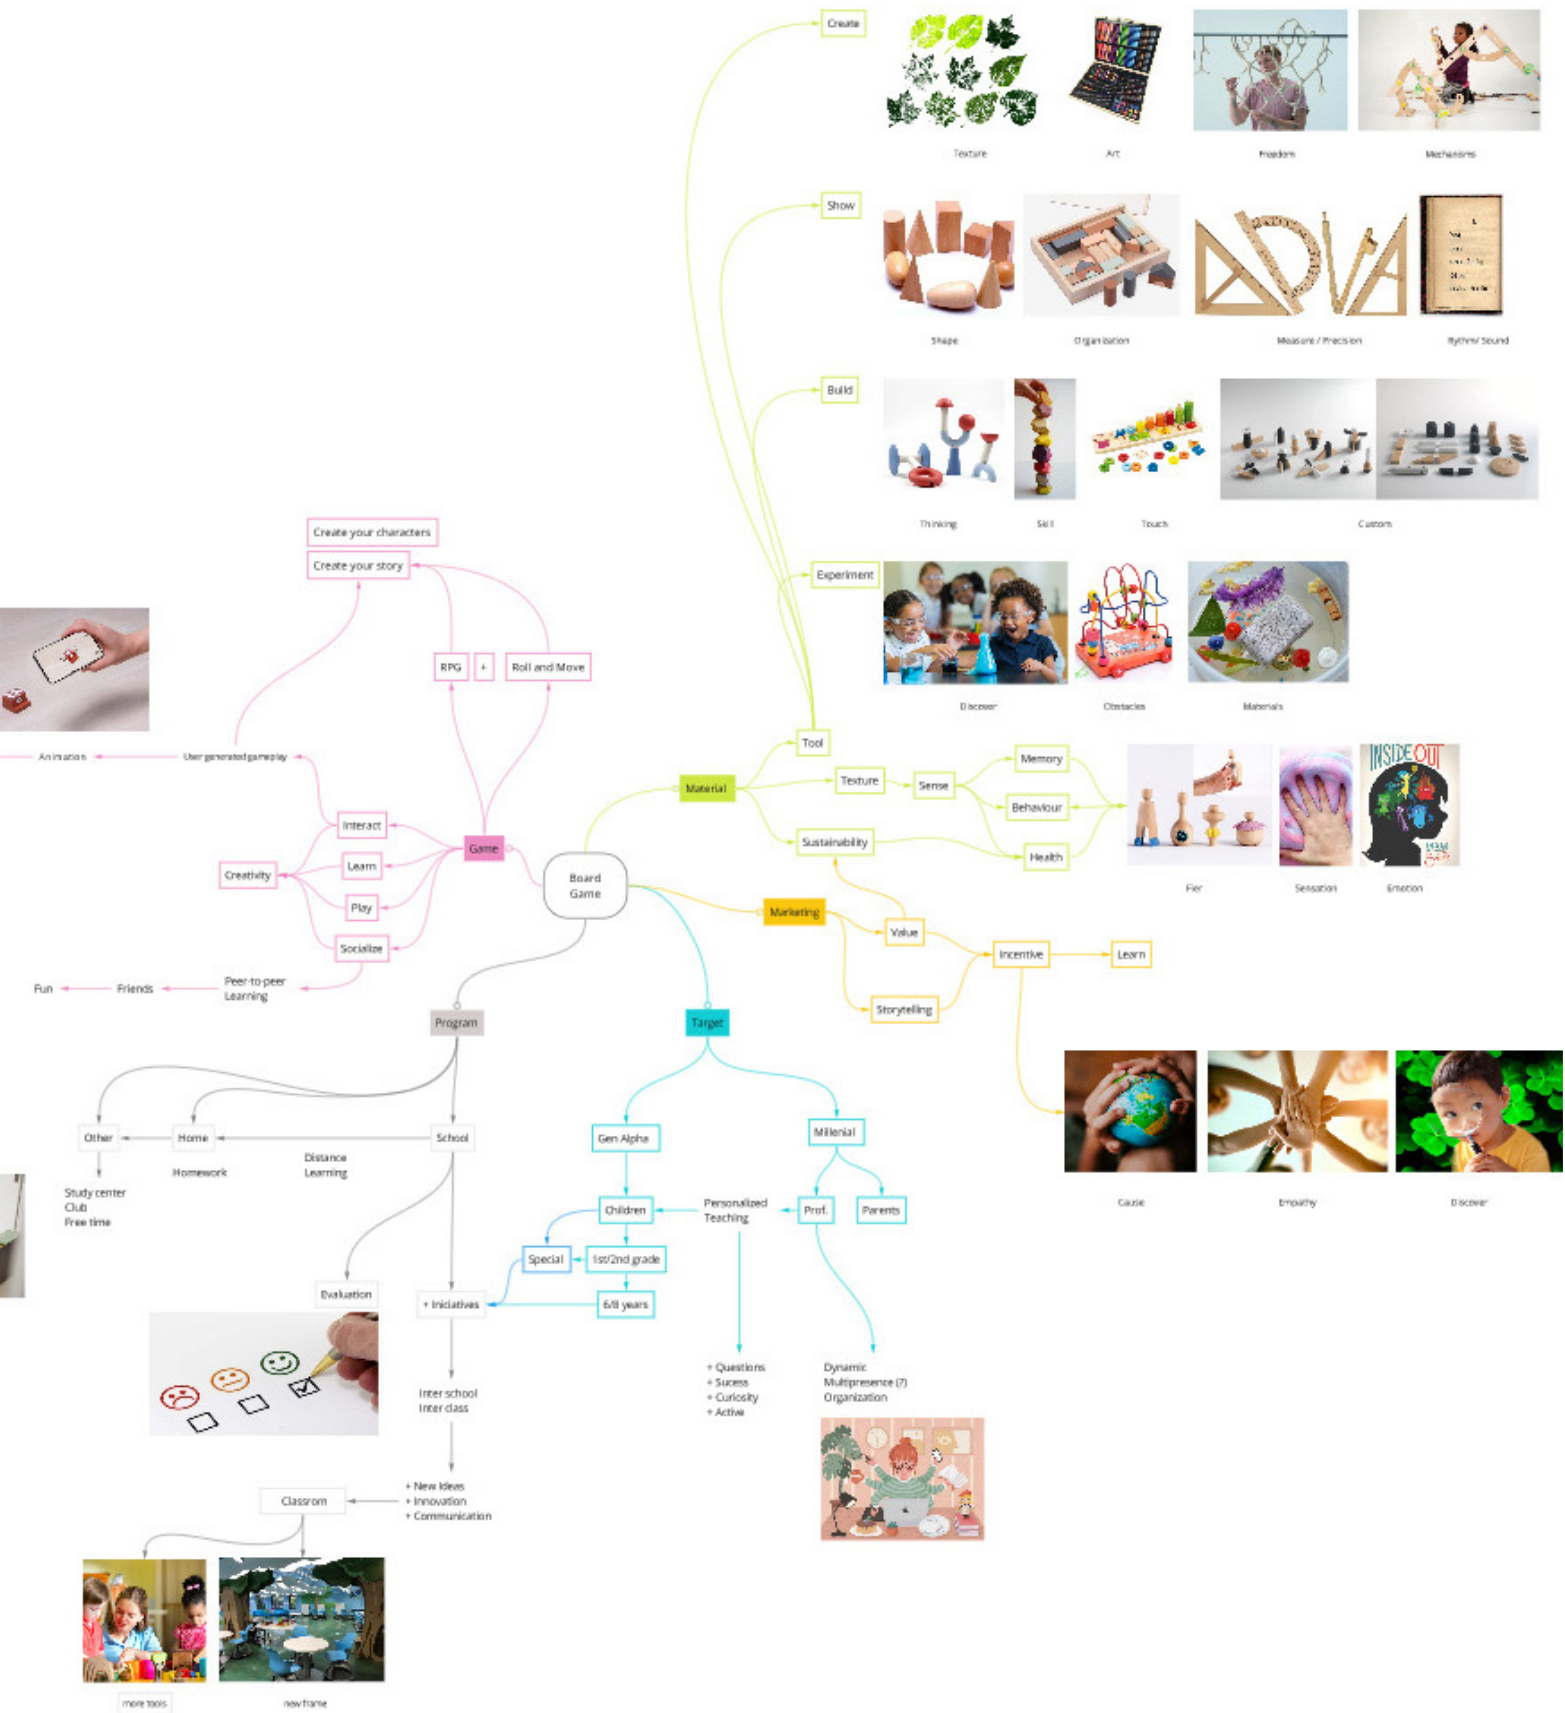 Create
Texture
Art
Freedom
Mechanisms
Show
Shape
Organization
Measure / Precision
Rythm/ Sound
Build
Thinking
Skill
Touch
Custom
Create your characters
Create your story
Experiment
Discover
Obstacles
Materials
RPG
+
Roll and Move
Tool
Animation
User generated gameplay
Material
Texture
Sense
Memory
Behaviour
Sustainability
Health
INSIDE OUT
Fier
Sensation
Emotion
Interact
Game
Learn
Creativity
Play
Socialize
Board
Game
Marketing
Value
Incentive
Learn
Storytelling
Fun
Friends
Peer-to-peer
Learning
Program
Target
Other
Home
School
Homework
Distance
Learning
Study center
Club
Free time
Gen Alpha
Millenial
Children
Personalized
Teaching
Prof.
Parents
Special
1st/2nd grade
6/8 years
Cause
Empathy
Discover
Evaluation
+ Iniciatives
Inter school
Inter class
+ Questions
+ Sucess
+ Curiosity
+ Active
Dynamic
Multipresence (?)
Organization
+ New Ideas
+ Innovation
+ Communication
Classrom
more tools
new frame